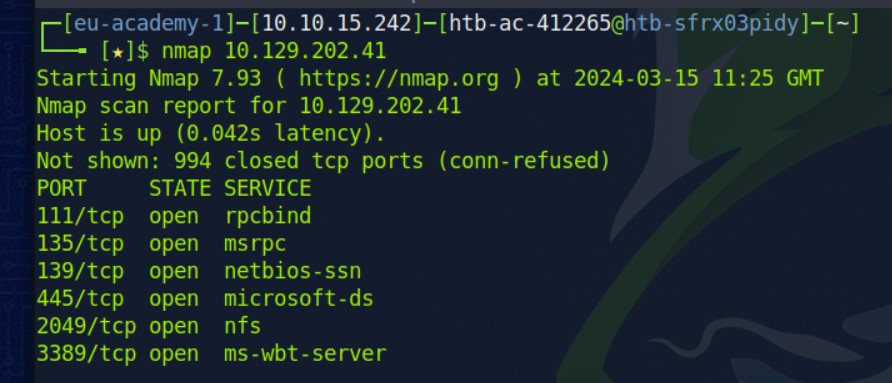 ┌─[eu-academy-1]─[10.10.15.242]─[htb-ac-412265@htb-sfrx03pidy]─[~]
└──╼ [★]$ nmap 10.129.202.41
Starting Nmap 7.93 ( https://nmap.org ) at 2024-03-15 11:25 GMT
Nmap scan report for 10.129.202.41
Host is up (0.042s latency).
Not shown: 994 closed tcp ports (conn-refused)
PORT     STATE SERVICE
111/tcp  open  rpcbind
135/tcp  open  msrpc
139/tcp  open  netbios-ssn
445/tcp  open  microsoft-ds
2049/tcp open  nfs
3389/tcp open  ms-wbt-server